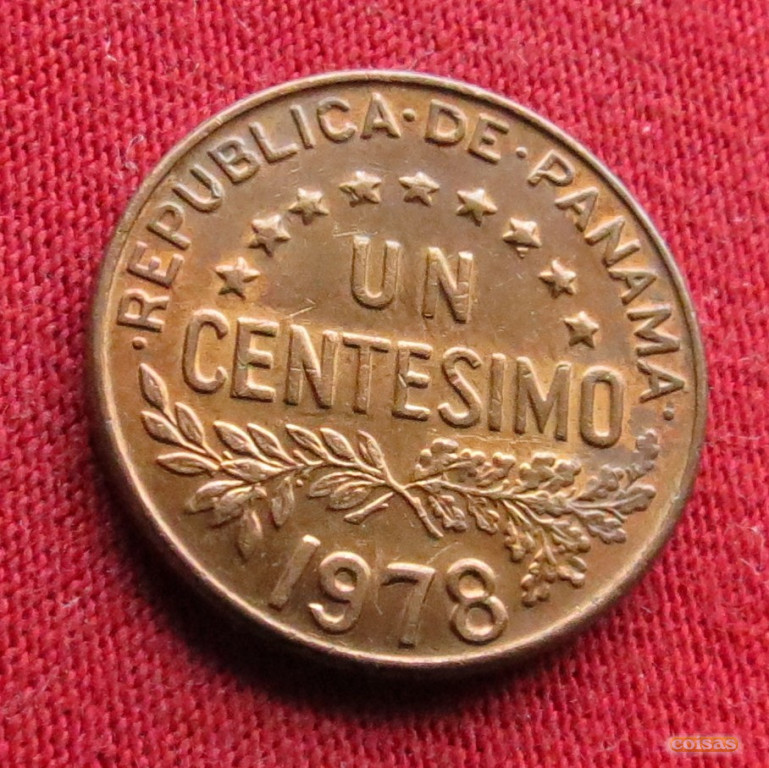 ·REPUBLICA·DE·PANAMA·
UN
CENTESIMO
1978
coisas